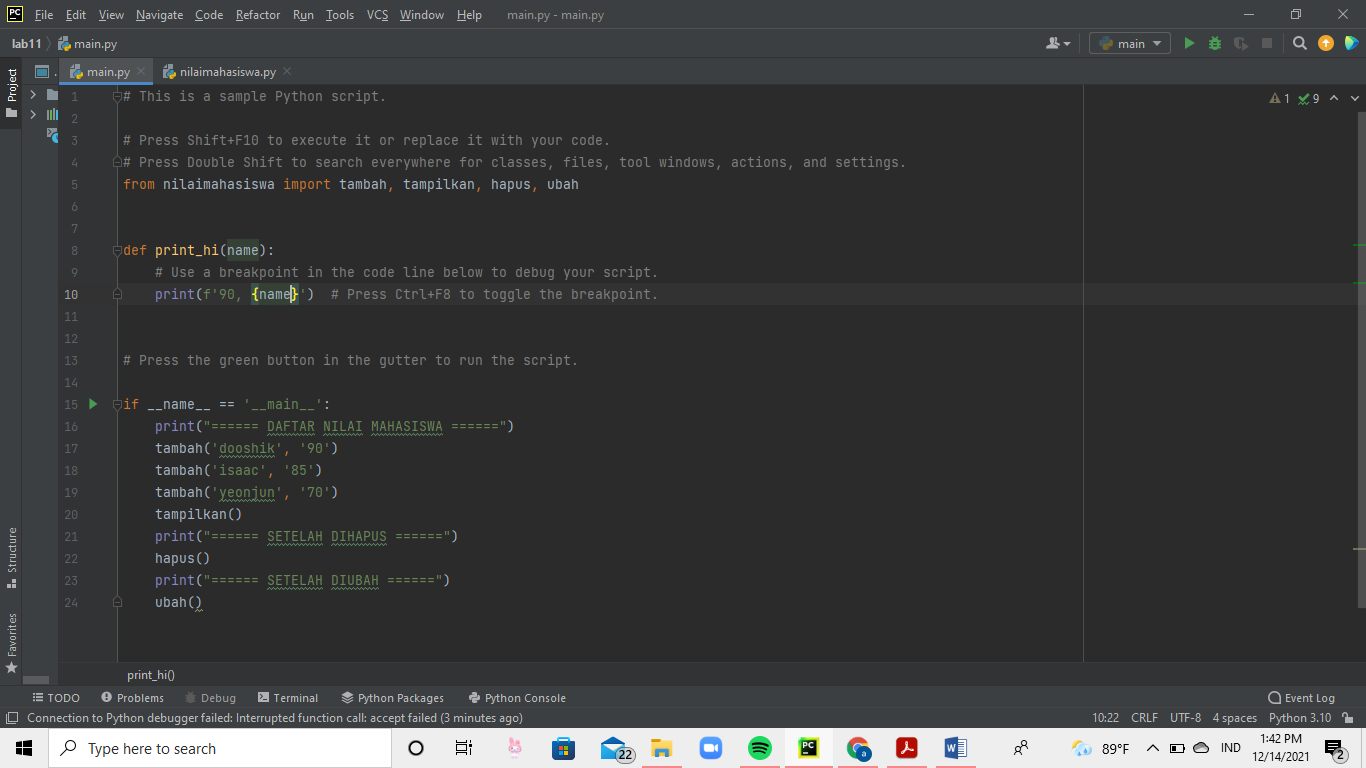 PC File Edit View Navigate Code Refactor Run Tools VCS Window Help main.py - main.py
lab11 main.py main
Project . main.py nilaimahasiswa.py
1 # This is a sample Python script. 1 9
2
3 # Press Shift+F10 to execute it or replace it with your code.
4 # Press Double Shift to search everywhere for classes, files, tool windows, actions, and settings.
5 from nilaimahasiswa import tambah, tampilkan, hapus, ubah
6
7
8 def print_hi(name):
9 # Use a breakpoint in the code line below to debug your script.
10 print(f'90, {name}') # Press Ctrl+F8 to toggle the breakpoint.
11
12
13 # Press the green button in the gutter to run the script.
14
15 if __name__ == '__main__':
16 print("====== DAFTAR NILAI MAHASISWA ======")
17 tambah('dooshik', '90')
18 tambah('isaac', '85')
19 tambah('yeonjun', '70')
20 tampilkan()
21 print("====== SETELAH DIHAPUS ======")
22 hapus()
23 print("====== SETELAH DIUBAH ======")
24 ubah()
Structure
Favorites
print_hi()
TODO Problems Debug Terminal Python Packages Python Console Event Log
Connection to Python debugger failed: Interrupted function call: accept failed (3 minutes ago) 10:22 CRLF UTF-8 4 spaces Python 3.10
Type here to search 22 PC a W 89°F IND 1:42 PM
12/14/2021 2